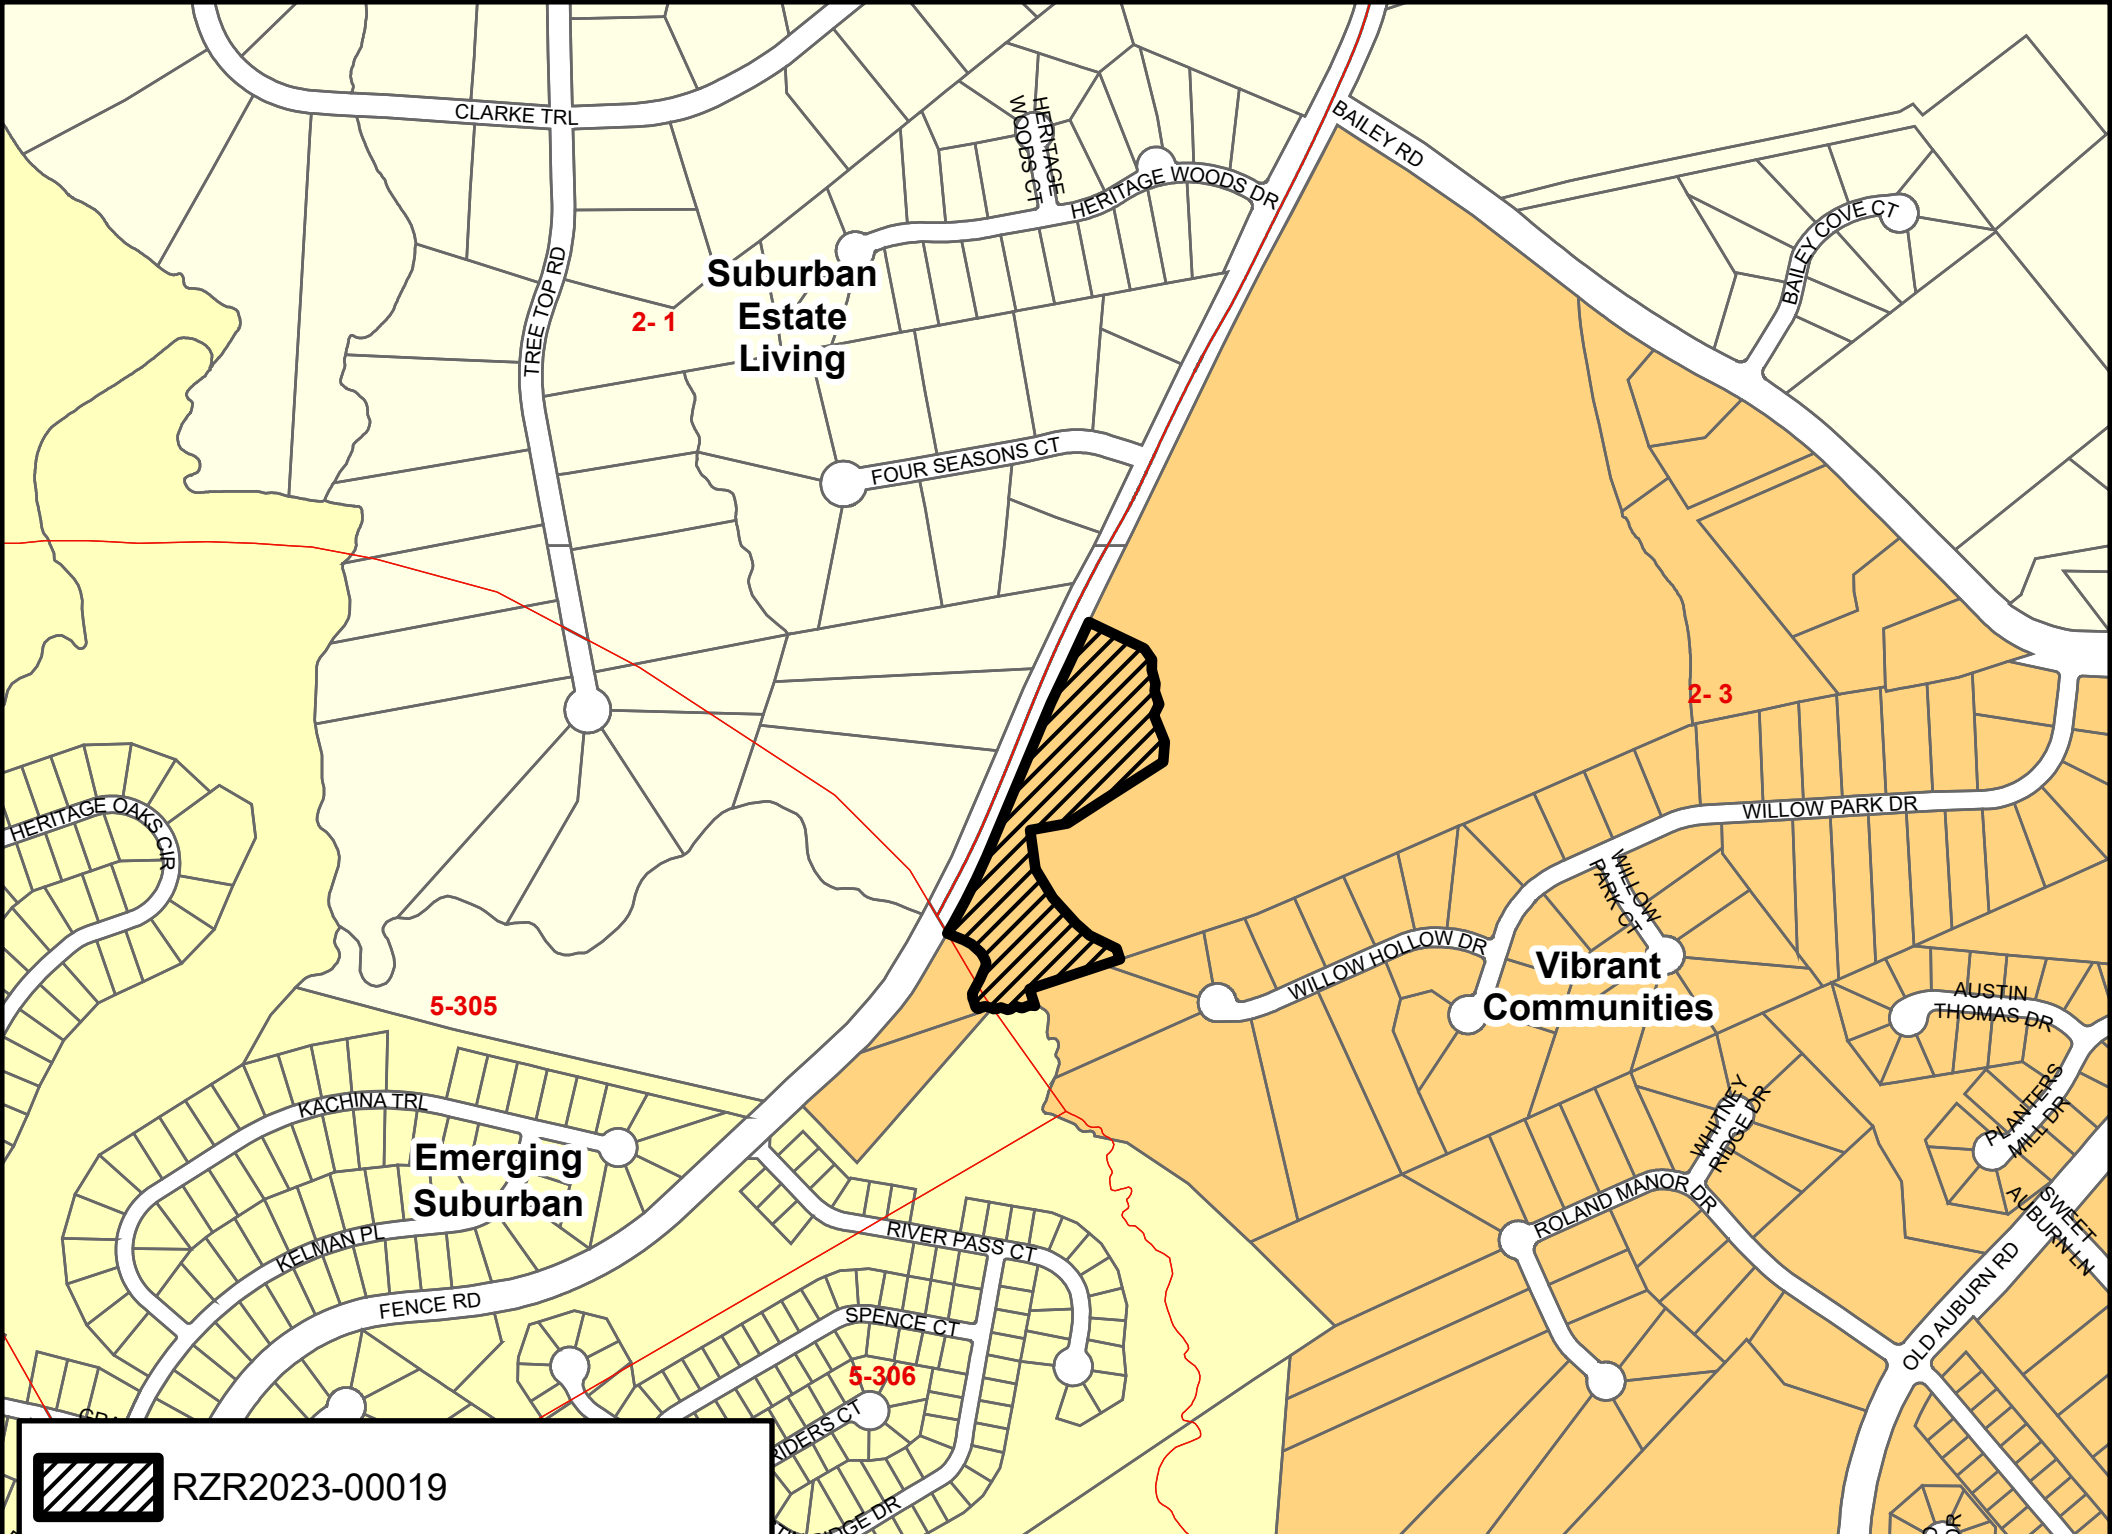 CLARKE TRL
HERITAGE
WOODS CT
HERITAGE WOODS DR
BAILEY RD
BAILEY COVE CT
TREE TOP RD
Suburban
Estate
Living
2- 1
FOUR SEASONS CT
2- 3
HERITAGE OAKS CIR
WILLOW PARK DR
WILLOW
PARK CT
WILLOW HOLLOW DR
Vibrant
Communities
AUSTIN
THOMAS DR
5-305
KACHINA TRL
PLANTERS
MILL DR
WHITNEY
RIDGE DR
Emerging
Suburban
ROLAND MANOR DR
SWEET
AUBURN LN
KELMAN PL
RIVER PASS CT
FENCE RD
SPENCE CT
OLD AUBURN RD
5-306
RIDERS CT
RIDGE DR
RZR2023-00019